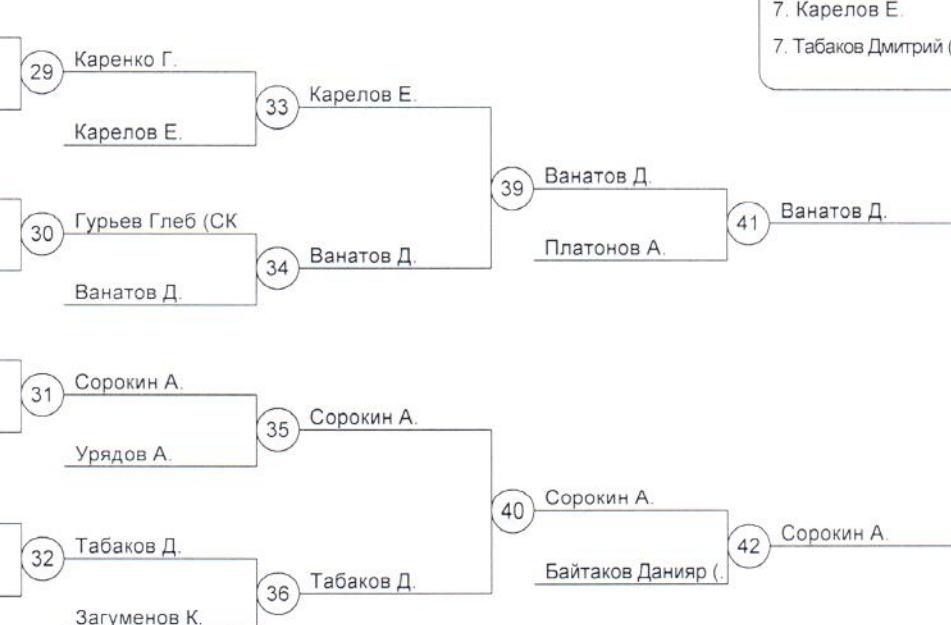 7. Карелов Е.
7. Табаков Дмитрий (
29 Каренко Г.
33 Карелов Е.
Карелов Е.
39 Ванатов Д.
41 Ванатов Д.
30 Гурьев Глеб (СК
Платонов А.
34 Ванатов Д.
Ванатов Д.
31 Сорокин А.
35 Сорокин А.
Урядов А.
40 Сорокин А.
42 Сорокин А.
32 Табаков Д.
Байтаков Данияр (.
36 Табаков Д.
Загуменов К.